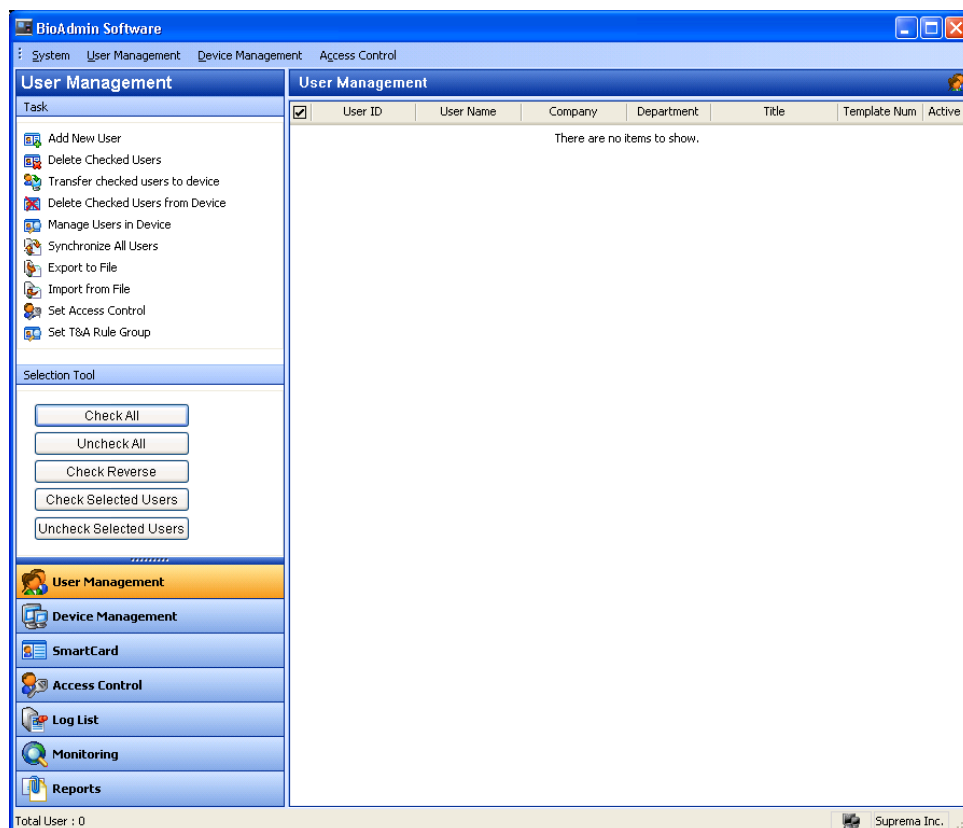 BioAdmin Software
System User Management Device Management Access Control
User Management
Task
Add New User
Delete Checked Users
Transfer checked users to device
Delete Checked Users from Device
Manage Users in Device
Synchronize All Users
Export to File
Import from File
Set Access Control
Set T&A Rule Group
Selection Tool
Check All
Uncheck All
Check Reverse
Check Selected Users
Uncheck Selected Users
User Management
Device Management
SmartCard
Access Control
Log List
Monitoring
Reports
User Management
User ID User Name Company Department Title Template Num Active
There are no items to show.
Total User : 0
Suprema Inc.